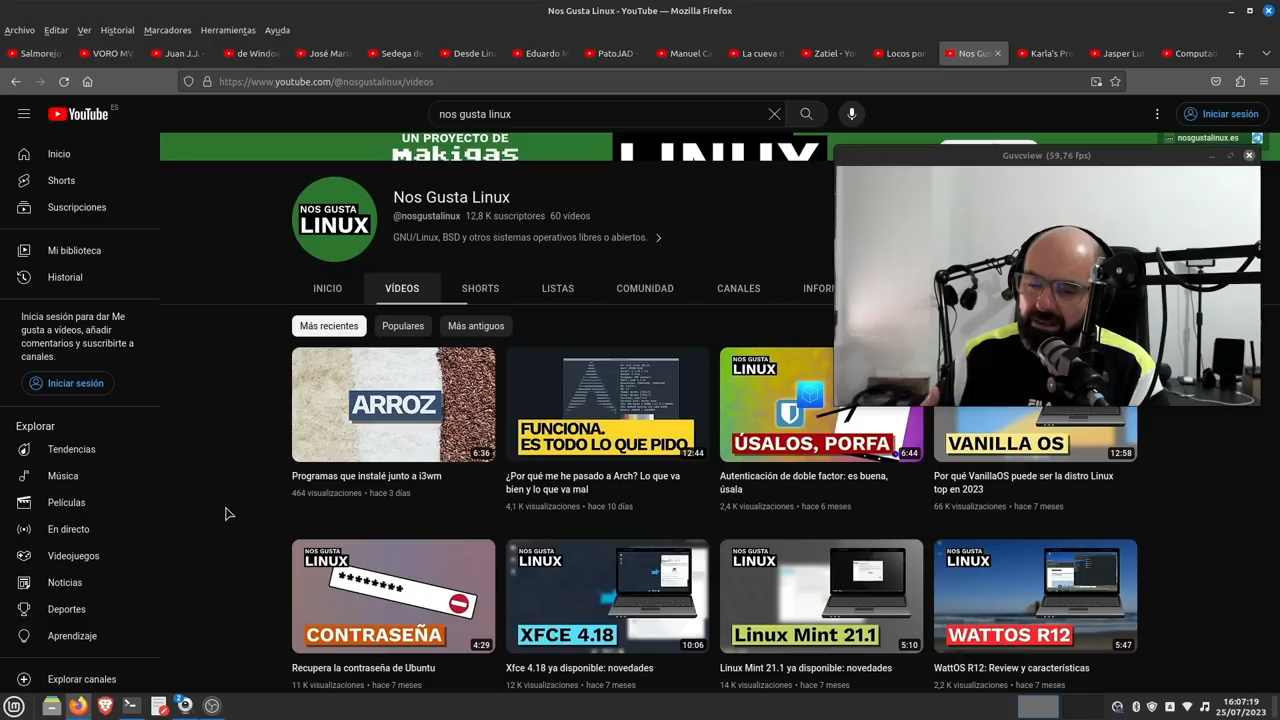 Nos Gusta Linux - YouTube — Mozilla Firefox
Archivo Editar Ver Historial Marcadores Herramientas Ayuda
Salmorejo
VORO MV
Juan J.J. -
de Window
José María
Sedega de
Desde Lin
Eduardo M
PatoJAD -
Manuel Ca
La cueva d
Zatiel - Yo
Locos por
Nos Gus
Karla's Pro
Jasper Lut
Computad
https://www.youtube.com/@nosgustalinux/videos
YouTube ES
nos gusta linux
Iniciar sesión
Inicio
Shorts
Suscripciones
Mi biblioteca
Historial
Inicia sesión para dar Me
gusta a vídeos, añadir
comentarios y suscribirte a
canales.
Iniciar sesión
Explorar
Tendencias
Música
Películas
En directo
Videojuegos
Noticias
Deportes
Aprendizaje
Explorar canales
UN PROYECTO DE
makigas
LINUX
nosgustalinux.es
Guvcview (59,76 fps)
NOS GUSTA
LINUX
Nos Gusta Linux
@nosgustalinux 12,8 K suscriptores 60 vídeos
GNU/Linux, BSD y otros sistemas operativos libres o abiertos.
INICIO VÍDEOS SHORTS LISTAS COMUNIDAD CANALES INFORI
Más recientes Populares Más antiguos
ARROZ
6:36
Programas que instalé junto a i3wm
464 visualizaciones • hace 3 días
FUNCIONA.
ES TODO LO QUE PIDO
12:44
¿Por qué me he pasado a Arch? Lo que va
bien y lo que va mal
4,1 K visualizaciones • hace 10 días
NOS GUSTA
LINUX
ÚSALOS, PORFA
6:44
Autenticación de doble factor: es buena,
úsala
2,4 K visualizaciones • hace 6 meses
VANILLA OS
12:58
Por qué VanillaOS puede ser la distro Linux
top en 2023
66 K visualizaciones • hace 7 meses
NOS GUSTA
LINUX
********
CONTRASEÑA
4:29
Recupera la contraseña de Ubuntu
11 K visualizaciones • hace 7 meses
NOS GUSTA
LINUX
XFCE 4.18
10:06
Xfce 4.18 ya disponible: novedades
12 K visualizaciones • hace 7 meses
NOS GUSTA
LINUX
Linux Mint 21.1
5:10
Linux Mint 21.1 ya disponible: novedades
14 K visualizaciones • hace 7 meses
NOS GUSTA
LINUX
WATTOS R12
5:47
WattOS R12: Review y características
2,2 K visualizaciones • hace 7 meses
2
16:07:19
25/07/2023